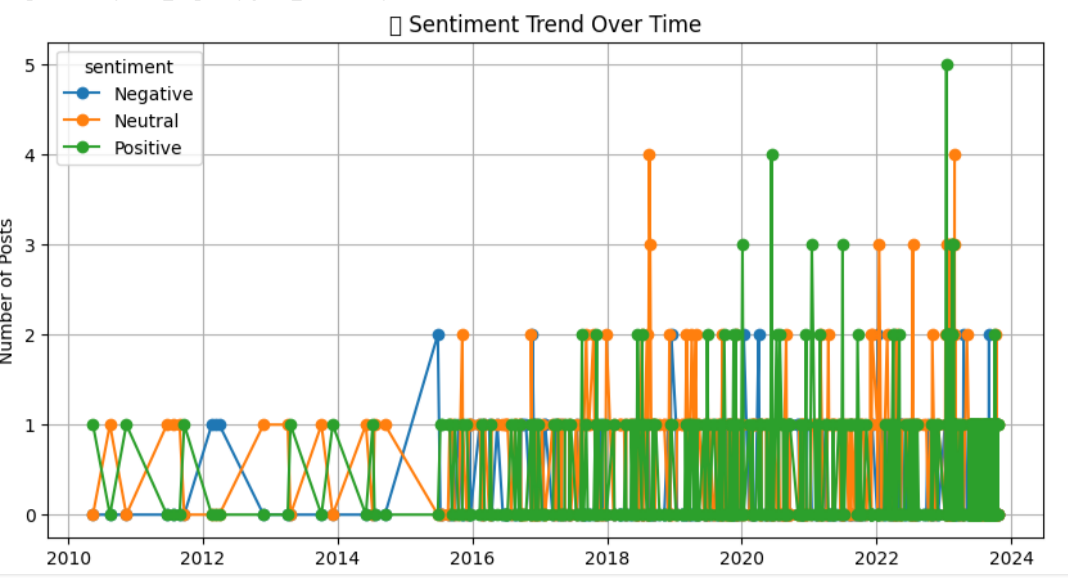 Sentiment Trend Over Time
sentiment
Negative
Neutral
Positive
Number of Posts
5
4
3
2
1
0
2010 2012 2014 2016 2018 2020 2022 2024